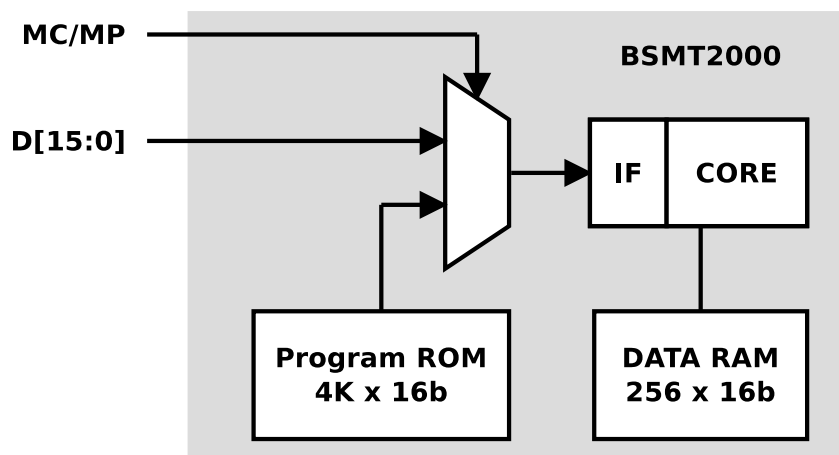 MC/MP
BSMT2000
D[15:0]
IF
CORE
Program ROM
4K x 16b
DATA RAM
256 x 16b